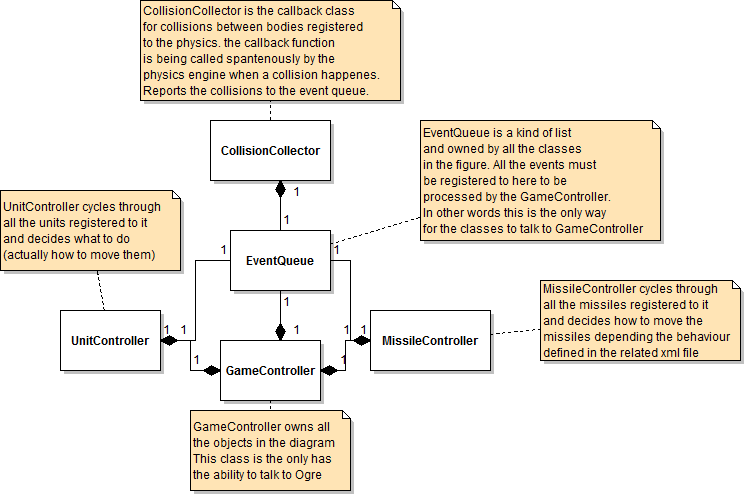 CollisionCollector is the callback class
for collisions between bodies registered
to the physics. the callback function
is being called spantenously by the
physics engine when a collision happenes.
Reports the collisions to the event queue.
CollisionCollector
EventQueue is a kind of list
and owned by all the classes
in the figure. All the events must
be registered to here to be
processed by the GameController.
In other words this is the only way
for the classes to talk to GameController
1
UnitController cycles through
all the units registered to it
and decides what to do
(actually how to move them)
1
1
EventQueue
1
MissileController cycles through
all the missiles registered to it
and decides how to move the
missiles depending the behaviour
defined in the related xml file
1
1
1
1
1
1
UnitController
MissileController
1
1
GameController
GameController owns all
the objects in the diagram
This class is the only has
the ability to talk to Ogre